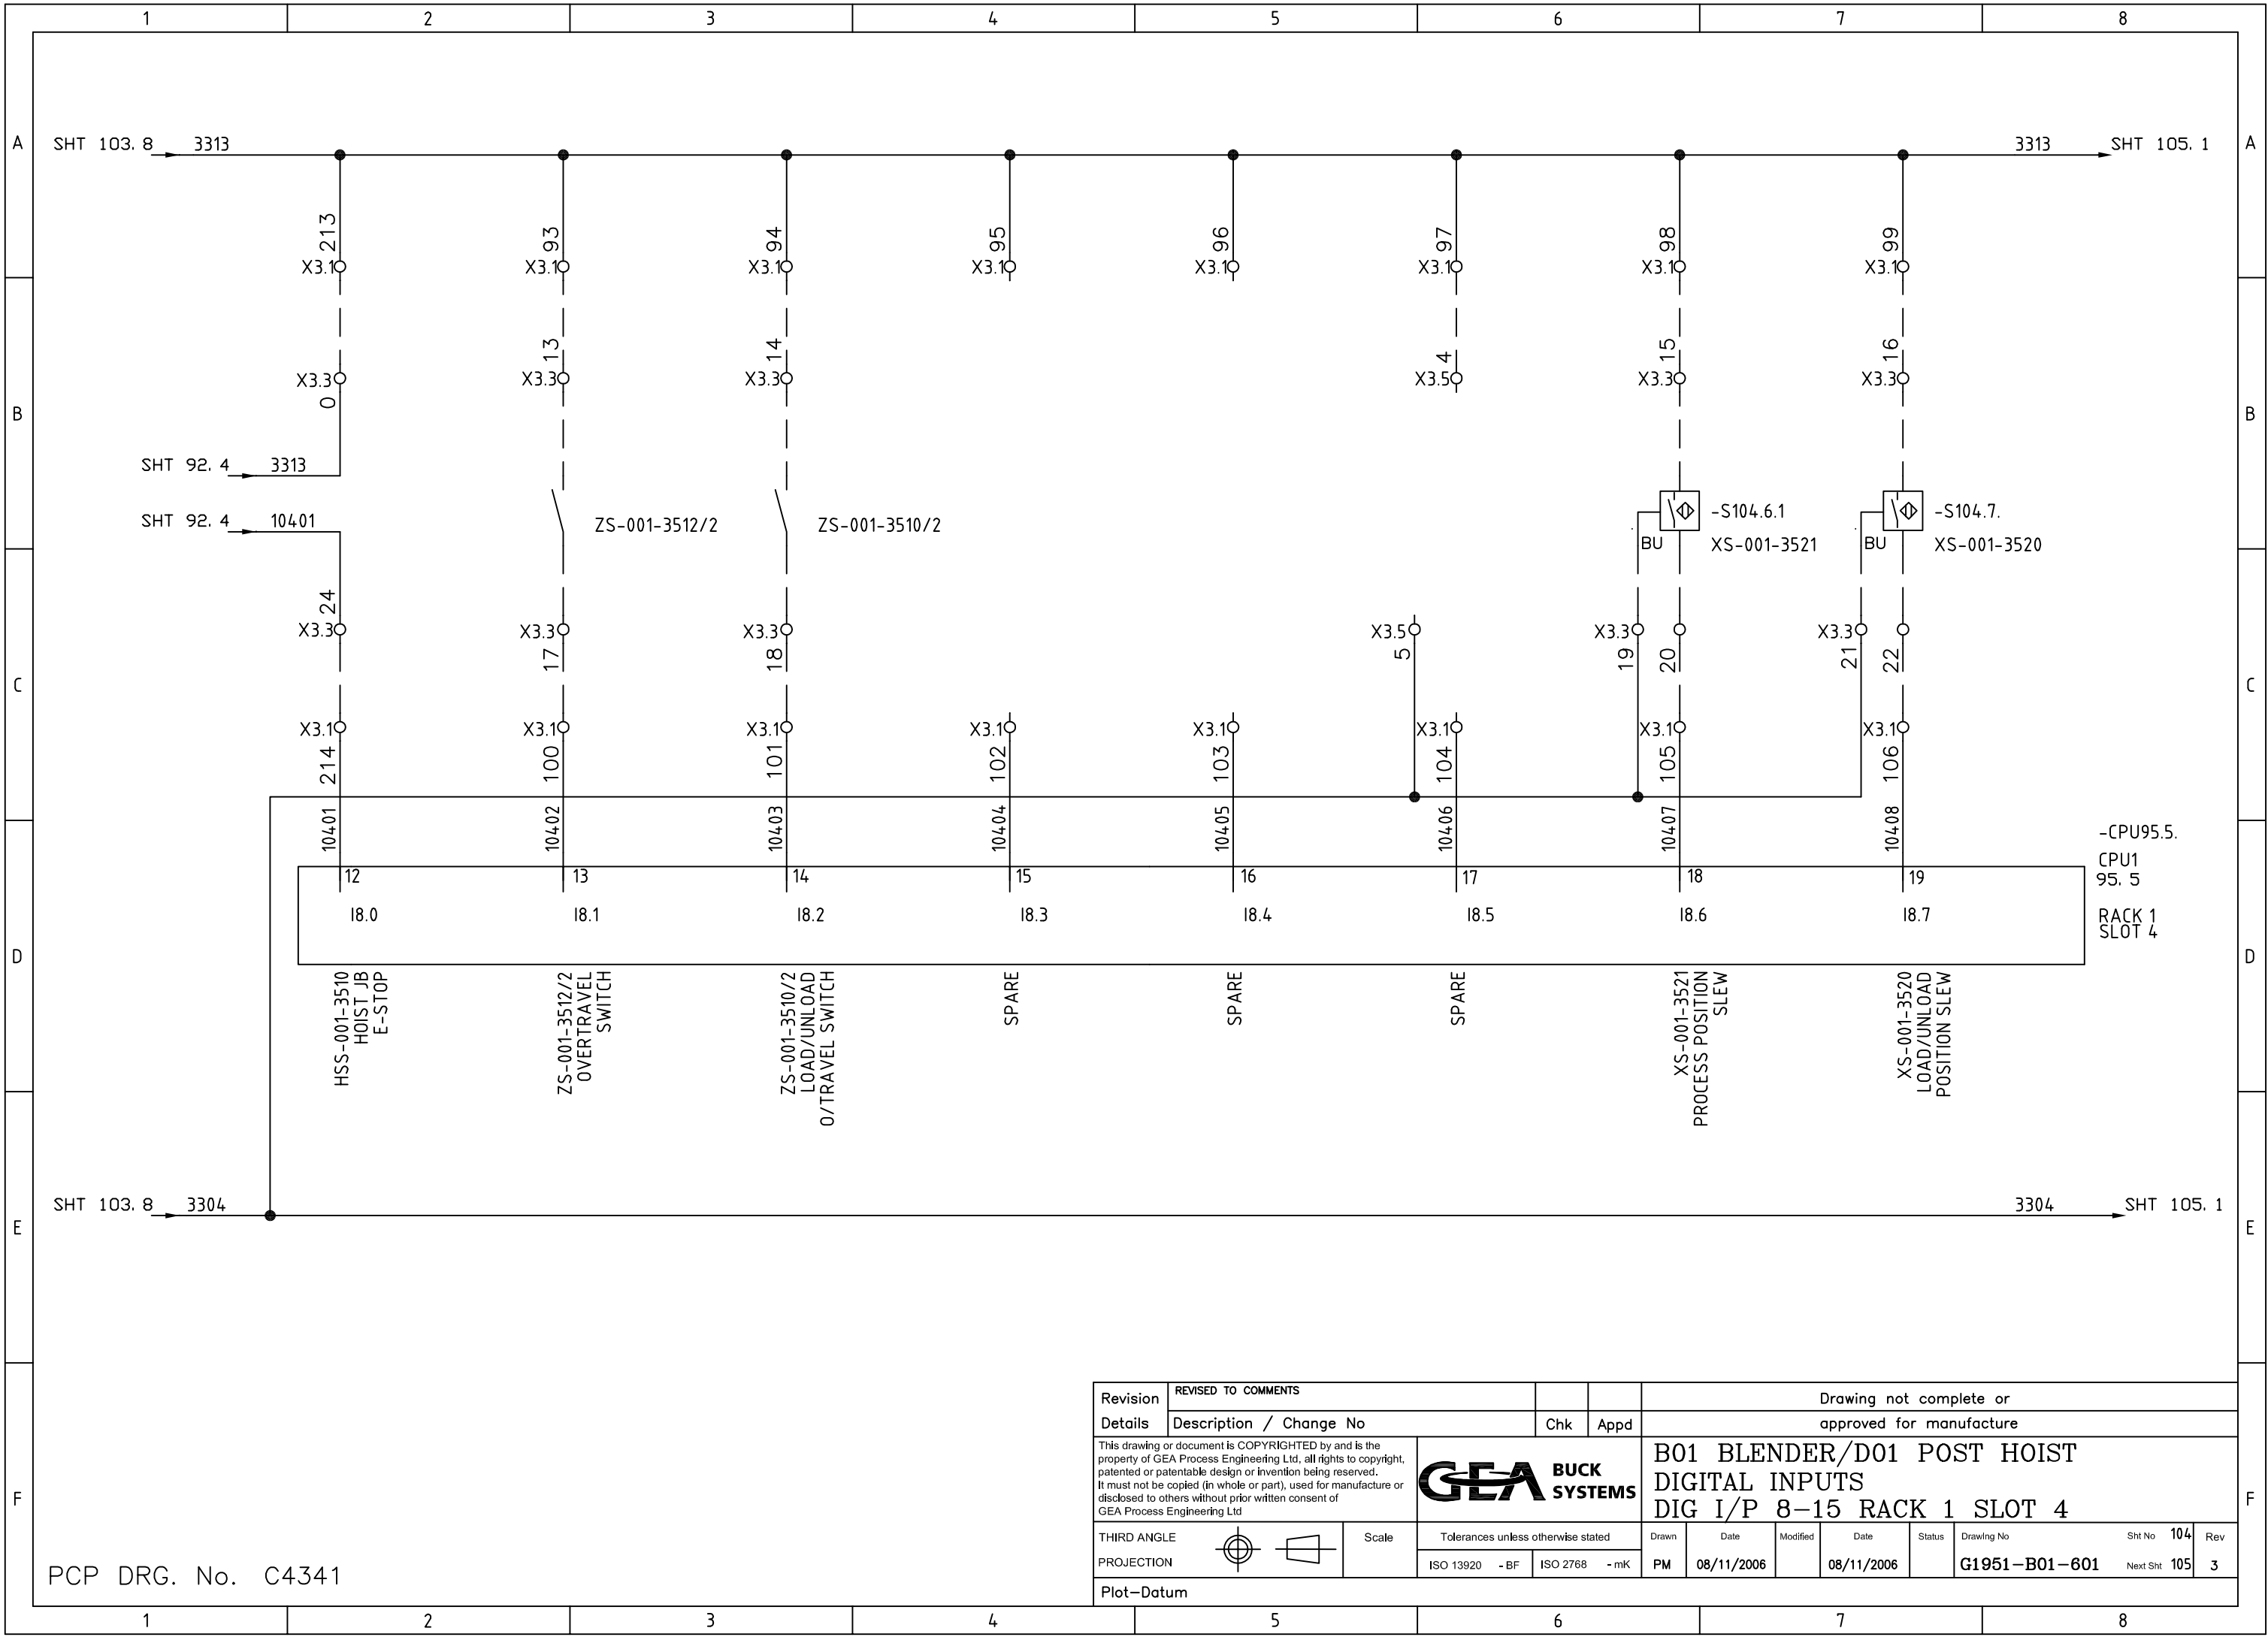 1 2 3 4 5 6 7 8
A A
SHT 103. 8 3313 3313 SHT 105. 1
213 93 94 95 96 97 98 99
X3.1 X3.1 X3.1 X3.1 X3.1 X3.1 X3.1 X3.1
13 14 4 15 16
X3.3 X3.3 X3.3 X3.5 X3.3 X3.3
0
B B
SHT 92. 4 3313
SHT 92. 4 10401
ZS-001-3512/2 ZS-001-3510/2
-S104.6.1 -S104.7.
BU XS-001-3521 BU XS-001-3520
24
X3.3 X3.3 X3.3 X3.5 X3.3 X3.3
17 18 5 19 20 21 22
C C
X3.1 X3.1 X3.1 X3.1 X3.1 X3.1 X3.1 X3.1
214 100 101 102 103 104 105 106
10401 10402 10403 10404 10405 10406 10407 10408
-CPU95.5.
CPU1
95. 5
12 13 14 15 16 17 18 19
I8.0 I8.1 I8.2 I8.3 I8.4 I8.5 I8.6 I8.7
RACK 1
SLOT 4
D D
HSS-001-3510
HOIST JB
E-STOP
ZS-001-3512/2
OVERTRAVEL
SWITCH
ZS-001-3510/2
LOAD/UNLOAD
O/TRAVEL SWITCH
SPARE
SPARE
SPARE
XS-001-3521
PROCESS POSITION
SLEW
XS-001-3520
LOAD/UNLOAD
POSITION SLEW
SHT 103. 8 3304 3304 SHT 105. 1
E E
Revision REVISED TO COMMENTS
Details Description / Change No Chk Appd
Drawing not complete or
approved for manufacture
This drawing or document is COPYRIGHTED by and is the
property of GEA Process Engineering Ltd, all rights to copyright,
patented or patentable design or invention being reserved.
It must not be copied (in whole or part), used for manufacture or
disclosed to others without prior written consent of
GEA Process Engineering Ltd
GEA BUCK
SYSTEMS
B01 BLENDER/D01 POST HOIST
DIGITAL INPUTS
DIG I/P 8-15 RACK 1 SLOT 4
F F
THIRD ANGLE
PROJECTION
Scale
Tolerances unless otherwise stated
ISO 13920 - BF ISO 2768 - mK
Drawn Date Modified Date Status Drawing No Sht No 104 Rev
PM 08/11/2006 08/11/2006 G1951-B01-601 Next Sht 105 3
PCP DRG. No. C4341
Plot-Datum
1 2 3 4 5 6 7 8